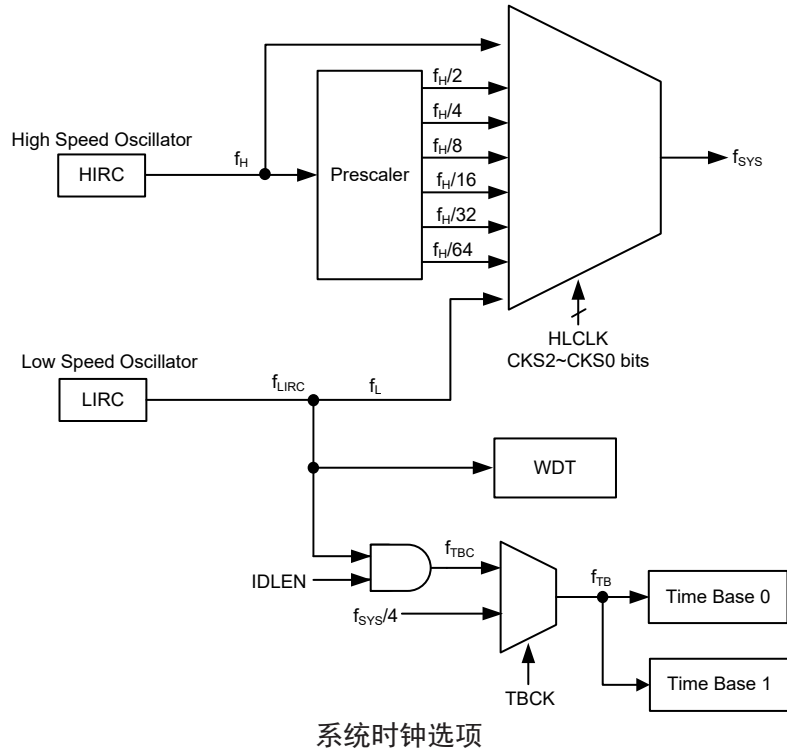 High Speed Oscillator
HIRC
fH
Prescaler
fH/2
fH/4
fH/8
fH/16
fH/32
fH/64
fSYS
HLCLK
CKS2~CKS0 bits
Low Speed Oscillator
LIRC
fLIRC
fL
WDT
IDLEN
fTBC
fSYS/4
TBCK
fTB
Time Base 0
Time Base 1
系统时钟选项